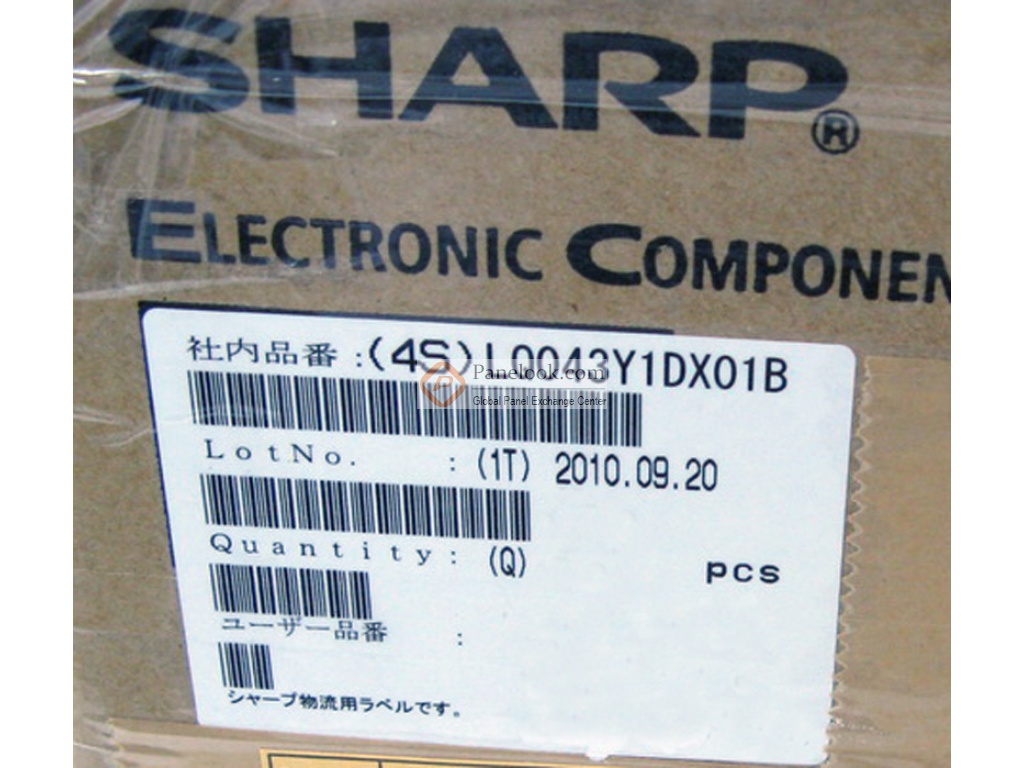 SHARP®
ELECTRONIC COMPONEN
社内品番：(4S)LQ043Y1DX01B
Panelook.com
Global Panel Exchange Center
LotNo. : (1T) 2010.09.20
Quantity: (Q) pcs
ユーザー品番 :
シャープ物流用ラベルです。